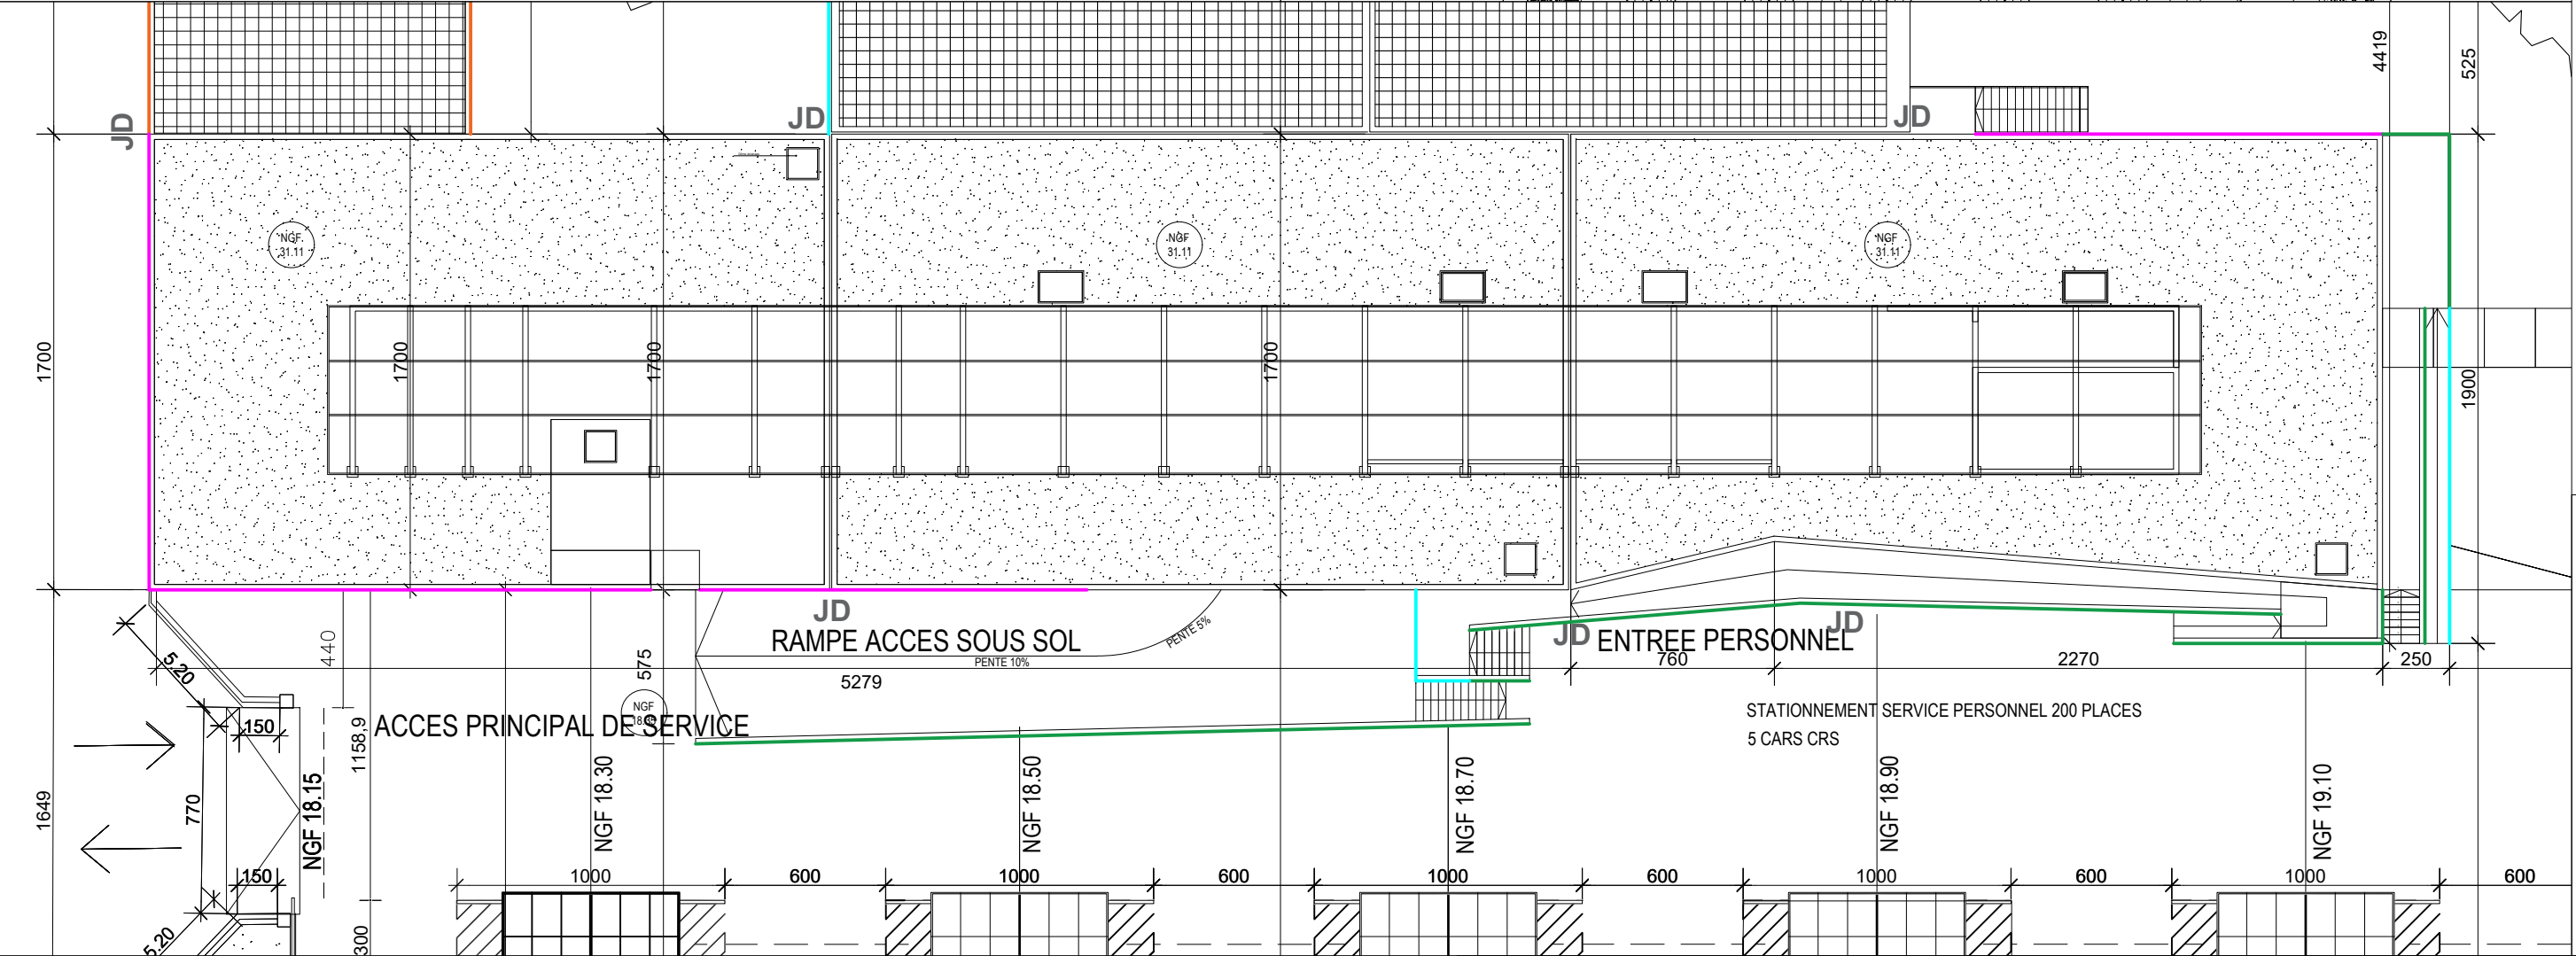 4419
525
JD
JD
JD
NGF
31.11
NGF
31.11
NGF
31.11
1700
1700
1700
1700
1900
JD
RAMPE ACCES SOUS SOL
PENTE 5%
PENTE 10%
JD
ENTREE PERSONNEL
JD
440
575
5.20
5279
760
2270
250
NGF
ACCES PRINCIPAL DE SERVICE
150
1158,9
STATIONNEMENT SERVICE PERSONNEL 200 PLACES
5 CARS CRS
1649
770
NGF 18.15
NGF 18.30
NGF 18.50
NGF 18.70
NGF 18.90
NGF 19.10
150
1000
600
1000
600
1000
600
1000
600
1000
600
5.20
300